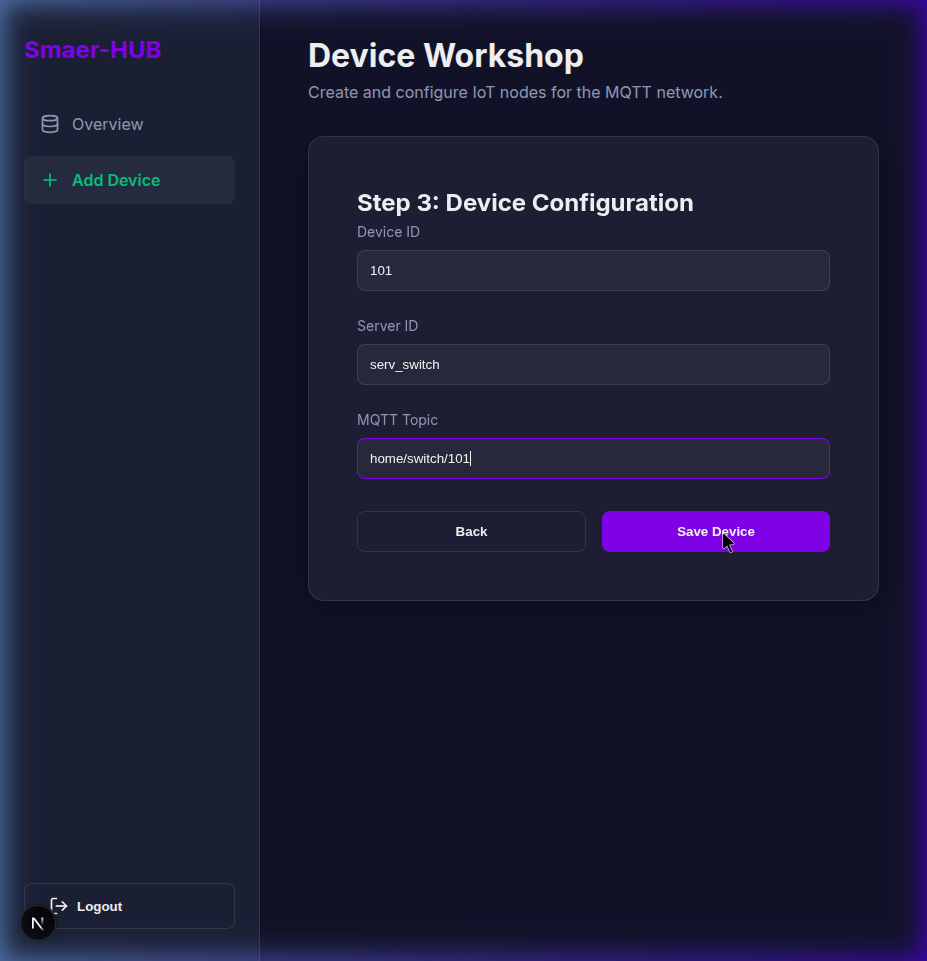 Smaer-HUB
Overview
Add Device
Logout
N
Device Workshop
Create and configure IoT nodes for the MQTT network.
Step 3: Device Configuration
Device ID
101
Server ID
serv_switch
MQTT Topic
home/switch/101
Back
Save Device